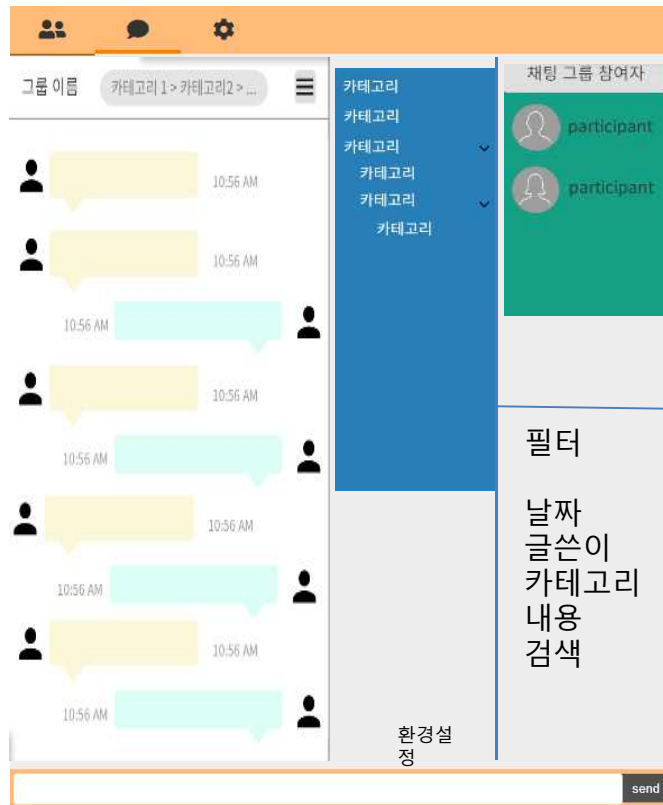 그룹 이름
카테고리 1 > 카테고리2 > ...
10:56 AM
10:56 AM
10:56 AM
10:56 AM
10:56 AM
10:56 AM
10:56 AM
10:56 AM
10:56 AM
카테고리
카테고리
카테고리
카테고리
카테고리
카테고리
환경설
정
채팅 그룹 참여자
participant
participant
필터
날짜
글쓴이
카테고리
내용
검색
send